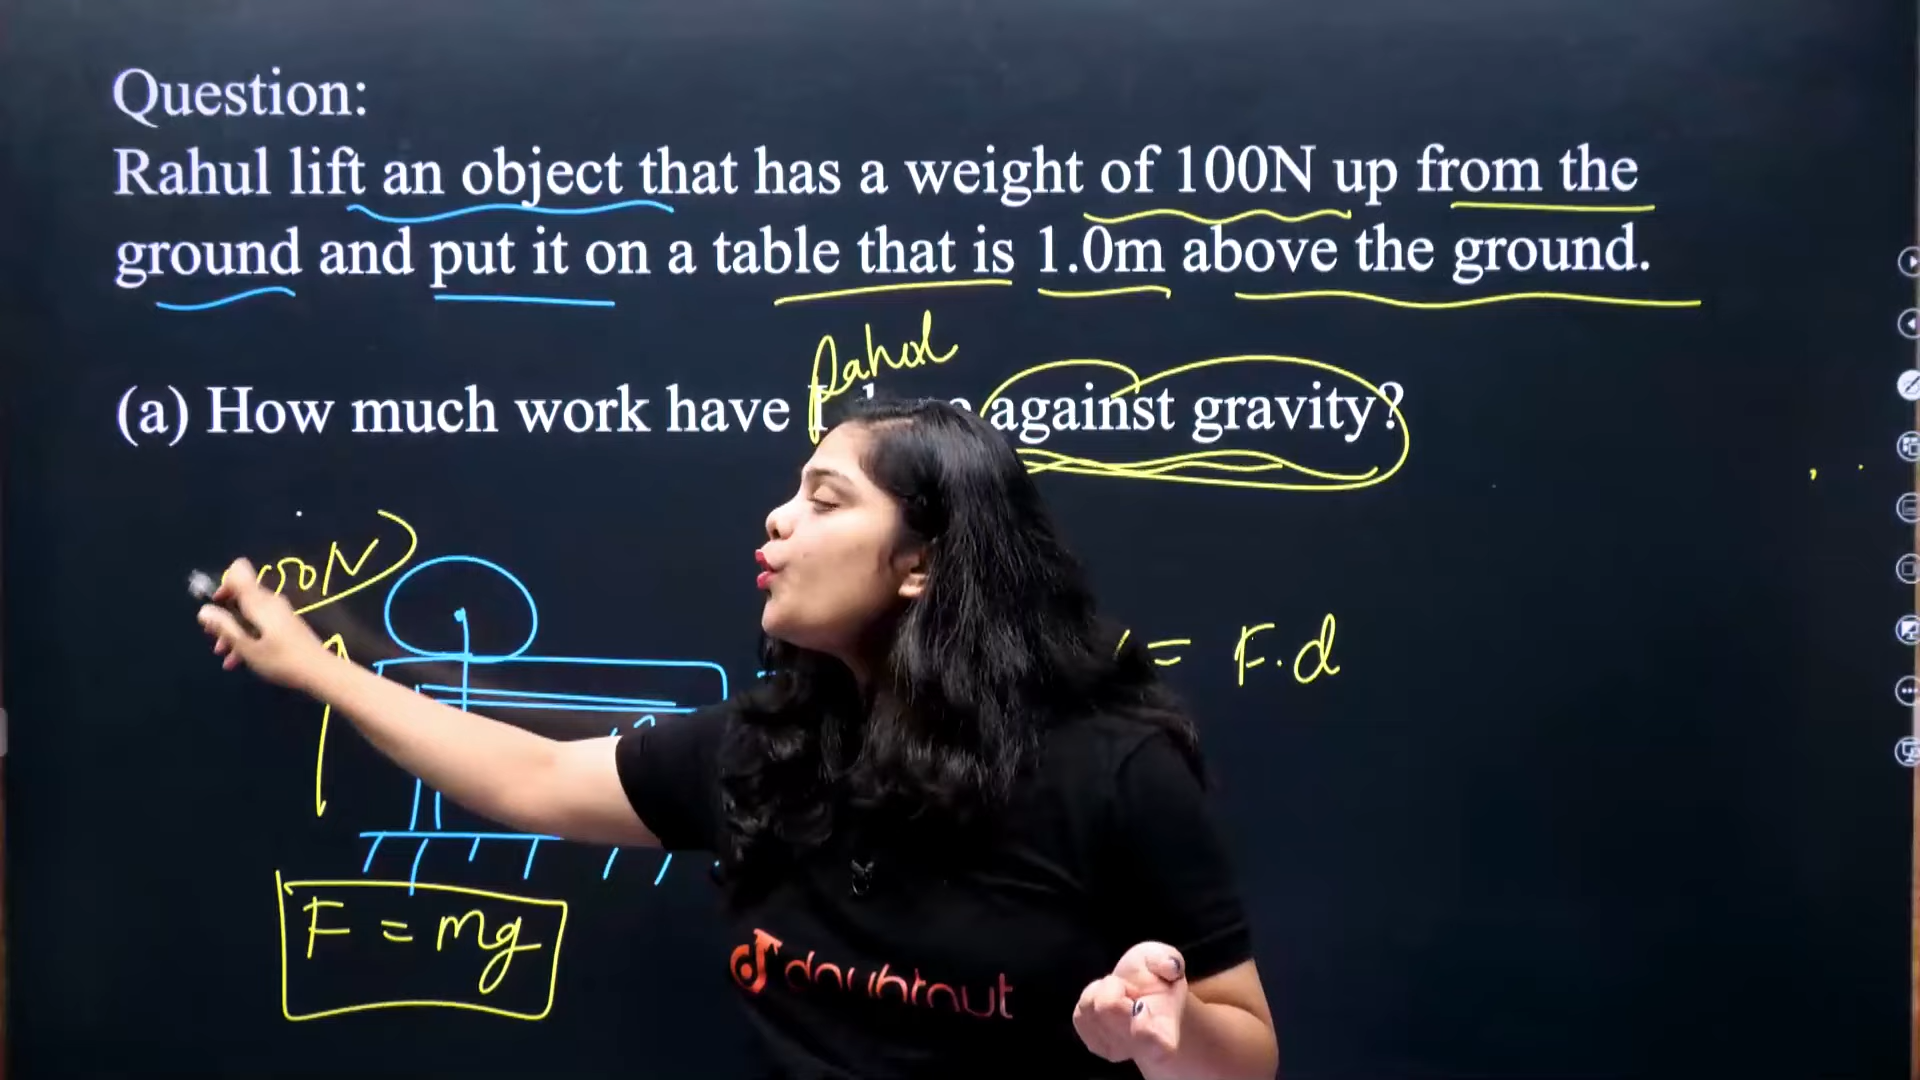 Question:
Rahul lift an object that has a weight of 100N up from the
ground and put it on a table that is 1.0m above the ground.
Rahul
(a) How much work have against gravity?
100N
= F.d
F = mg
doubtnut